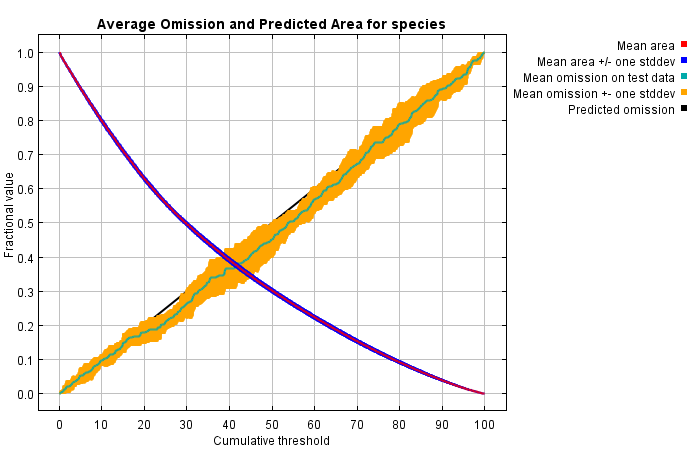 Average Omission and Predicted Area for species
Mean area
Mean area +/- one stddev
Mean omission on test data
Mean omission +- one stddev
Predicted omission
Fractional value
1.0
0.9
0.8
0.7
0.6
0.5
0.4
0.3
0.2
0.1
0.0
0 10 20 30 40 50 60 70 80 90 100
Cumulative threshold